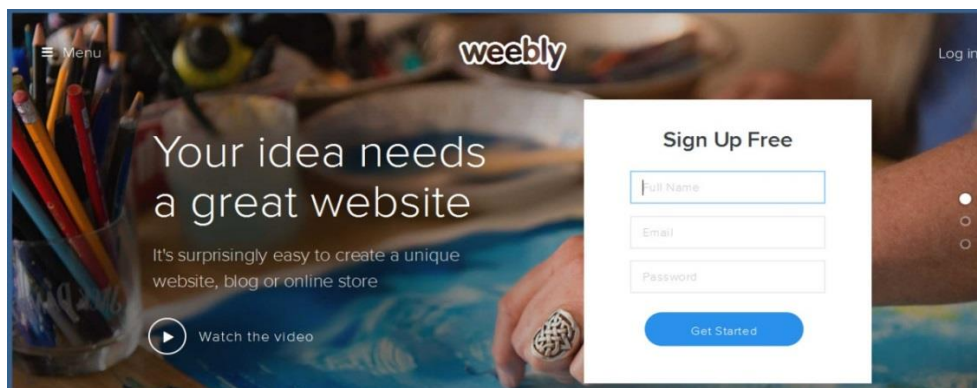 Menu
weebly
Log in
Your idea needs
a great website
It's surprisingly easy to create a unique
website, blog or online store
Watch the video
Sign Up Free
Full Name
Email
Password
Get Started